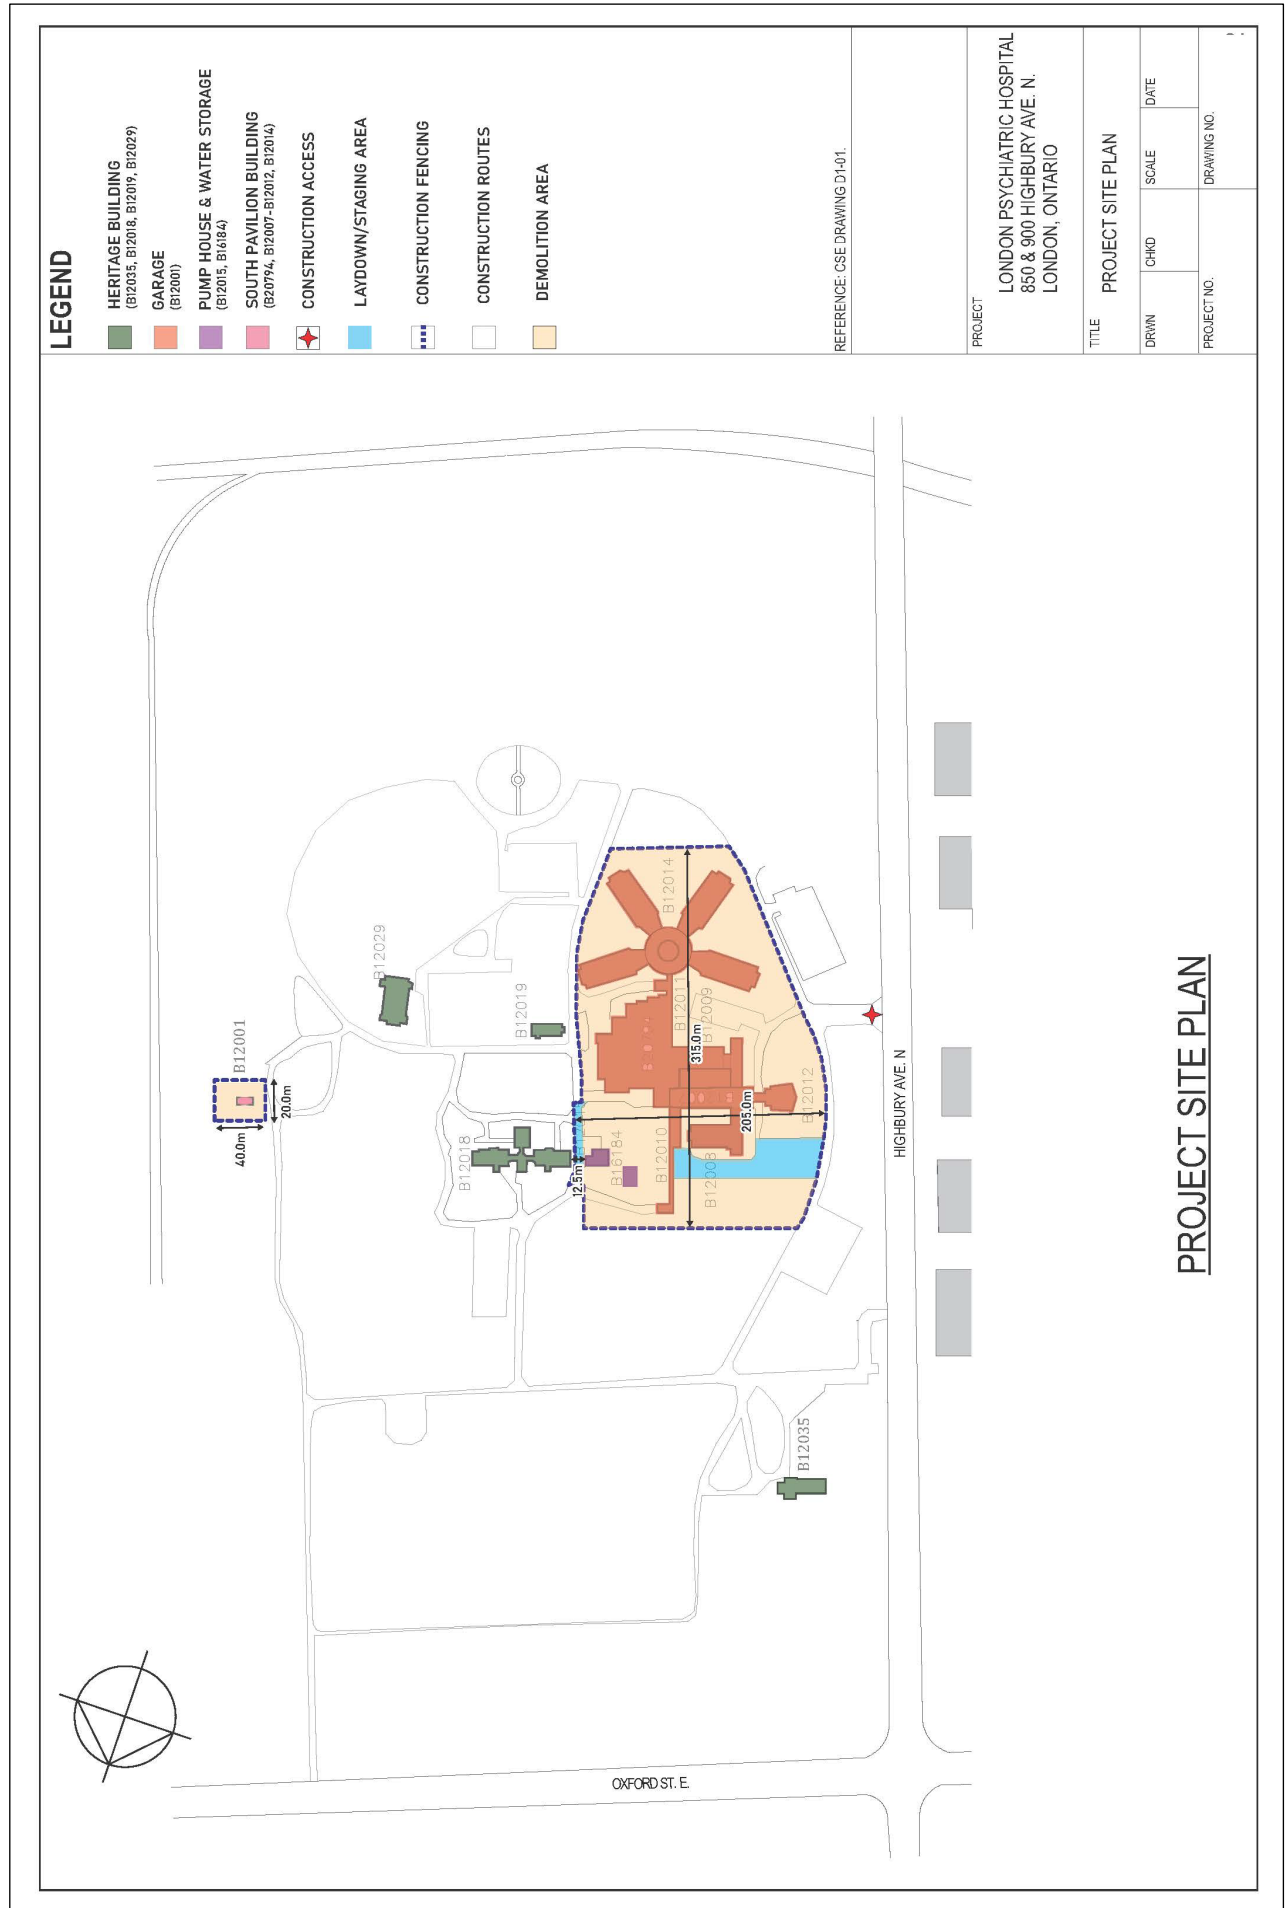 LEGEND
HERITAGE BUILDING
(B12035, B12018, B12019, B12029)
GARAGE
(B12001)
PUMP HOUSE & WATER STORAGE
(B12015, B16184)
SOUTH PAVILION BUILDING
(B20794, B12007-B12012, B12014)
CONSTRUCTION ACCESS
LAYDOWN/STAGING AREA
CONSTRUCTION FENCING
CONSTRUCTION ROUTES
DEMOLITION AREA
REFERENCE: CSE DRAWING D1-01.
PROJECT
LONDON PSYCHIATRIC HOSPITAL
850 & 900 HIGHBURY AVE. N.
LONDON, ONTARIO
TITLE
PROJECT SITE PLAN
DRWN
CHKD
SCALE
DATE
PROJECT NO.
DRAWING NO.
B12001
40.0m
20.0m
B12029
B12019
B12018
12.5m
B16184
B12010
B12008
B12011
B12009
B12014
B12012
315.0m
205.0m
B12035
HIGHBURY AVE. N
OXFORD ST. E.
PROJECT SITE PLAN